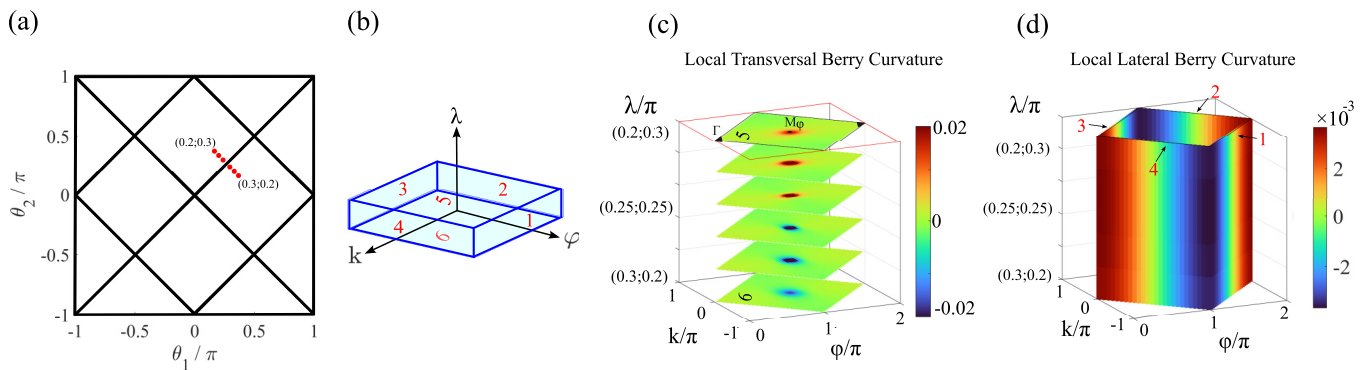 (a)
1
0.5
0
-0.5
-1
-1
-0.5
0
0.5
1
θ₂ / π
θ₁ / π
(0.2;0.3)
(0.3;0.2)
(b)
λ
3
2
5
1
4
6
k
φ
(c)
Local Transversal Berry Curvature
λ/π
(0.2;0.3)
(0.25;0.25)
(0.3;0.2)
Γ
5
Mφ
6
1
0
-1
k/π
0
1
2
φ/π
0.02
0
-0.02
(d)
Local Lateral Berry Curvature
λ/π
2
3
1
4
(0.2;0.3)
(0.25;0.25)
(0.3;0.2)
1
0
-1
k/π
0
1
2
φ/π
×10⁻³
2
0
-2